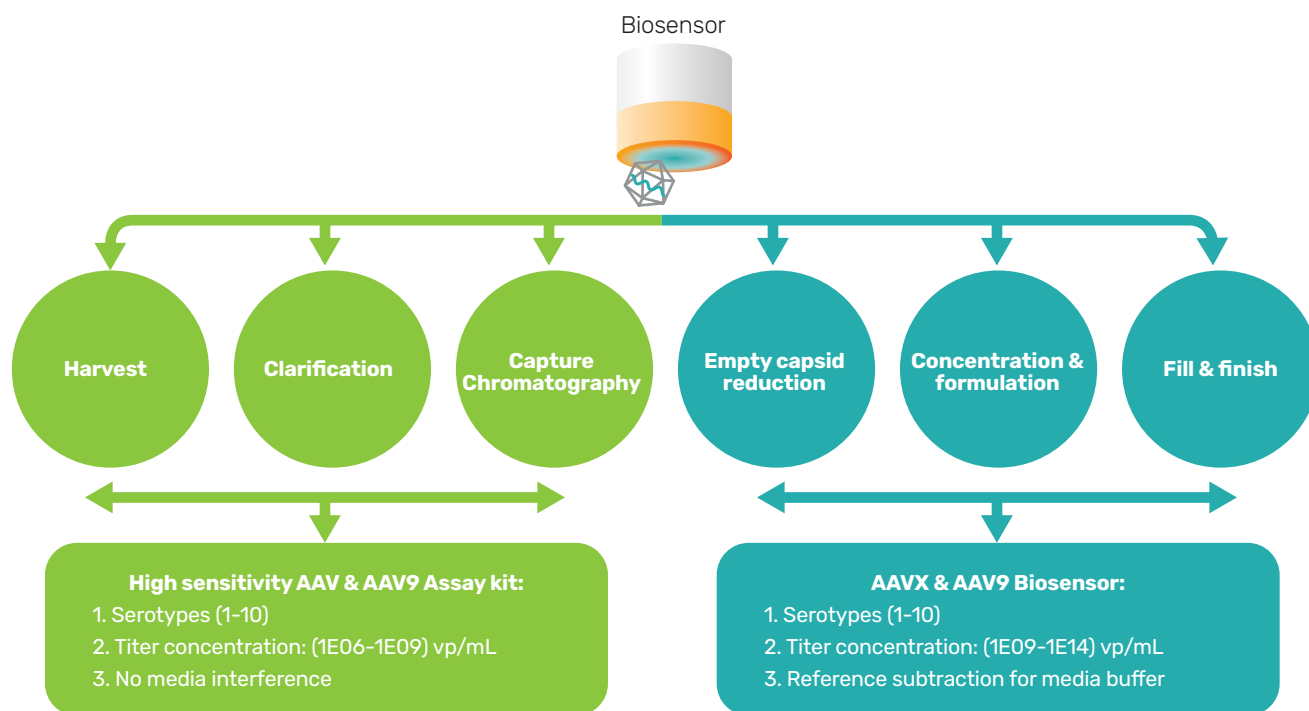 Biosensor
Harvest
Clarification
Capture
Chromatography
Empty capsid
reduction
Concentration &
formulation
Fill & finish
High sensitivity AAV & AAV9 Assay kit:
1. Serotypes (1-10)
2. Titer concentration: (1E06-1E09) vp/mL
3. No media interference
AAVX & AAV9 Biosensor:
1. Serotypes (1-10)
2. Titer concentration: (1E09-1E14) vp/mL
3. Reference subtraction for media buffer